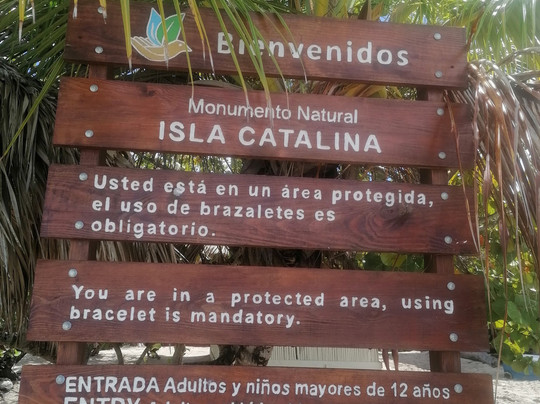 Bienvenidos
Monumento Natural
ISLA CATALINA
Usted está en un área protegida,
el uso de brazaletes es
obligatorio.
You are in a protected area, using
bracelet is mandatory.
ENTRADA Adultos y niños mayores de 12 años
ENTRY